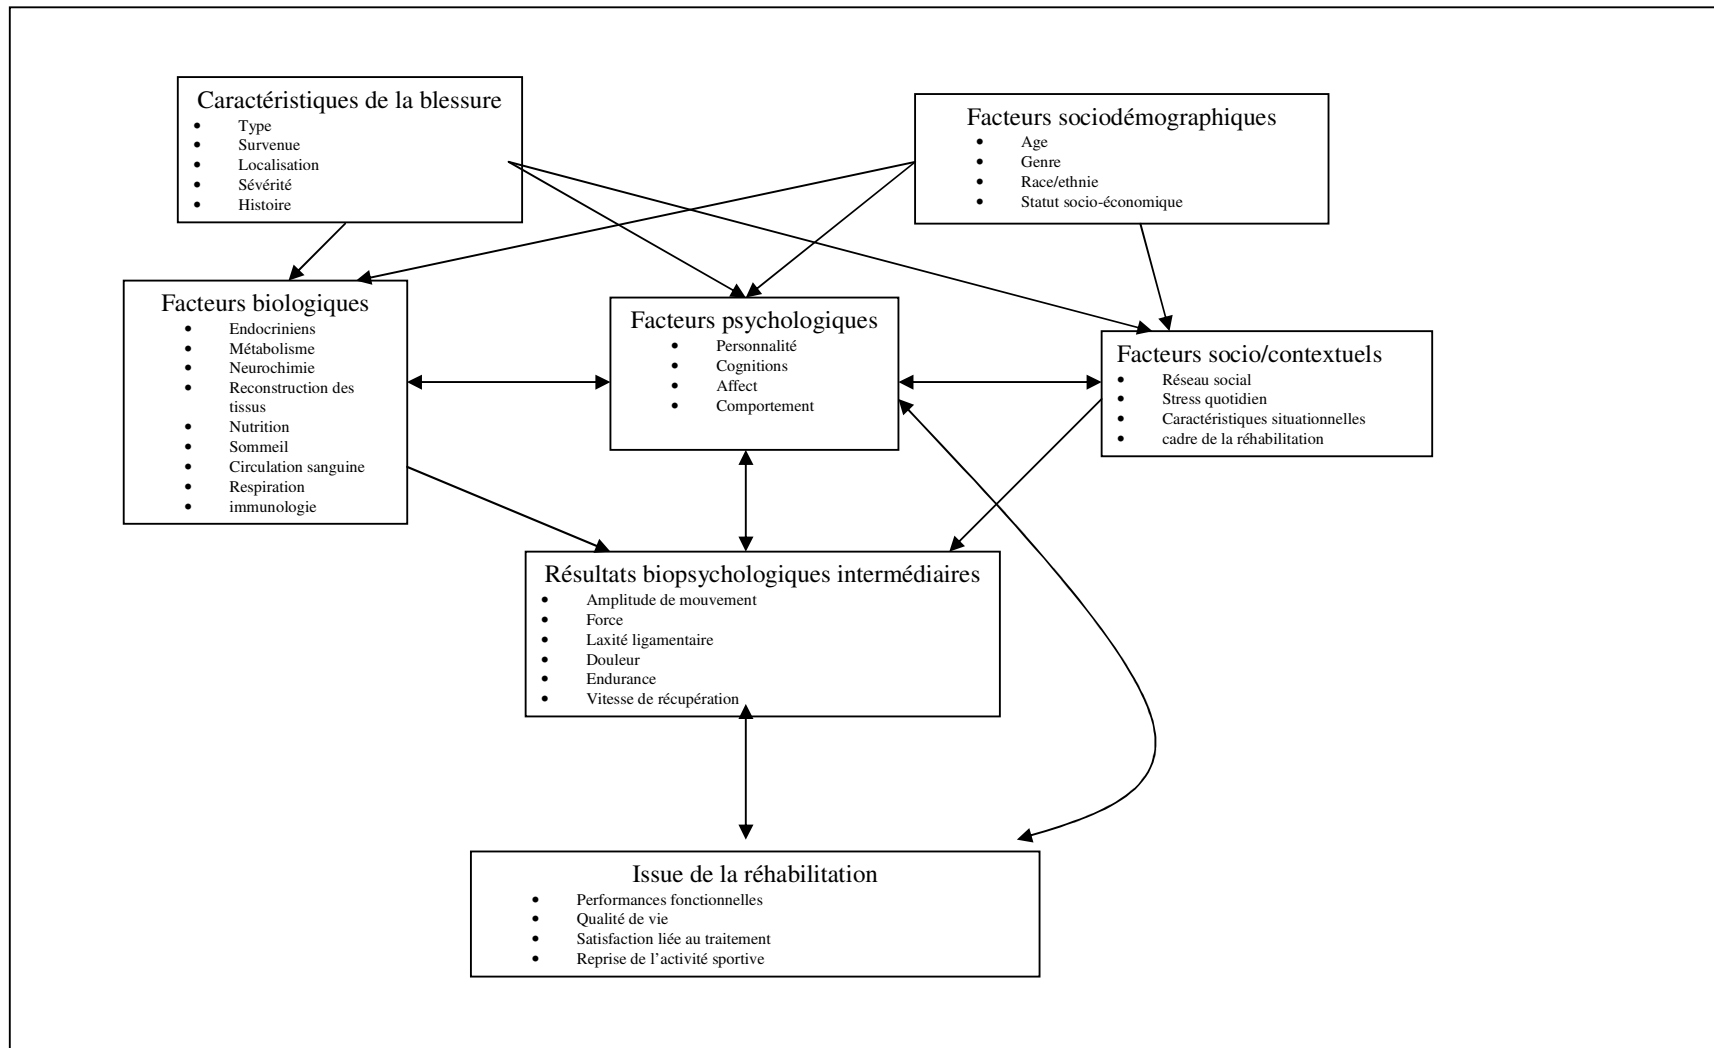 Caractéristiques de la blessure
• Type
• Survenue
• Localisation
• Sévérité
• Histoire
Facteurs sociodémographiques
• Age
• Genre
• Race/ethnie
• Statut socio-économique
Facteurs biologiques
• Endocriniens
• Métabolisme
• Neurochimie
• Reconstruction des
tissus
• Nutrition
• Sommeil
• Circulation sanguine
• Respiration
• immunologie
Facteurs psychologiques
• Personnalité
• Cognitions
• Affect
• Comportement
Facteurs socio/contextuels
• Réseau social
• Stress quotidien
• Caractéristiques situationnelles
• cadre de la réhabilitation
Résultats biopsychologiques intermédiaires
• Amplitude de mouvement
• Force
• Laxité ligamentaire
• Douleur
• Endurance
• Vitesse de récupération
Issue de la réhabilitation
• Performances fonctionnelles
• Qualité de vie
• Satisfaction liée au traitement
• Reprise de l’activité sportive